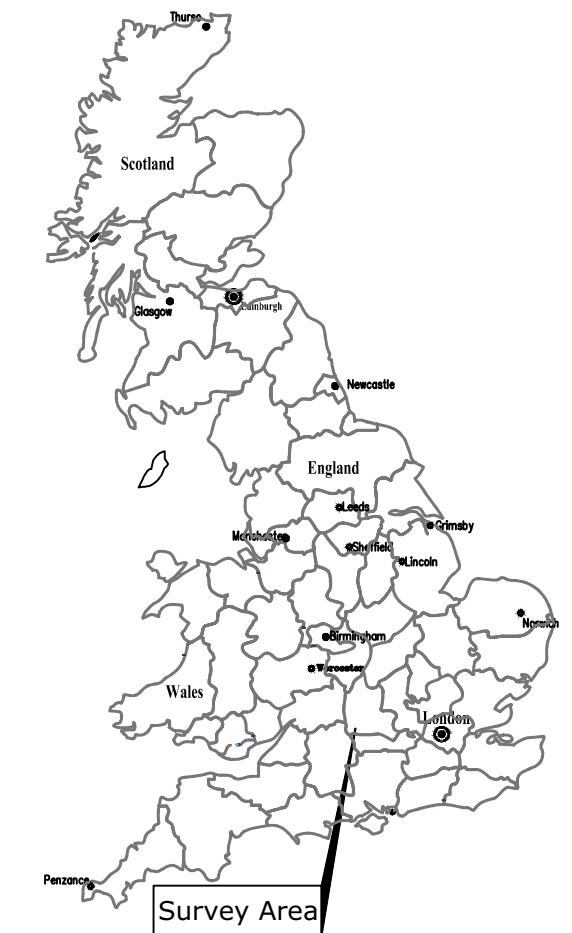 Thurso
Scotland
Edinburgh
Glasgow
Newcastle
England
Leeds
Grimsby
Manchester
Sheffield
Lincoln
Norwich
Birmingham
Worcester
Wales
London
Penzance
Survey Area